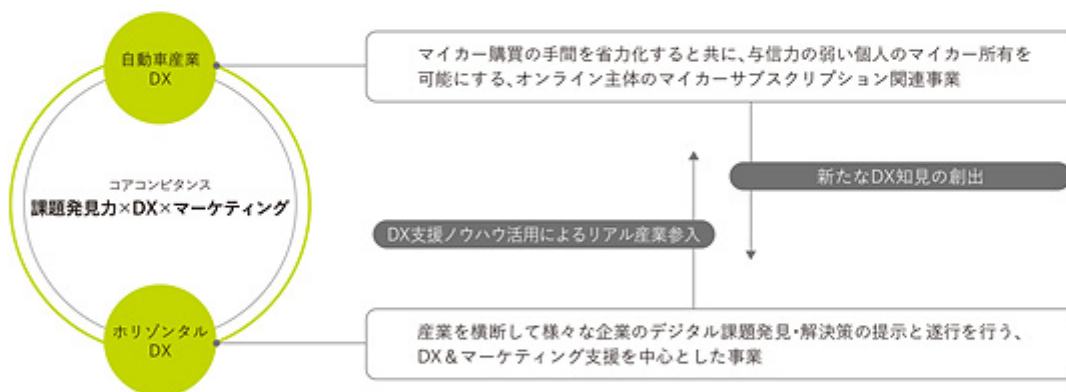 自動車産業
DX
マイカー購買の手間を省力化すると共に、与信力の弱い個人のマイカー所有を
可能にする、オンライン主体のマイカーサブスクリプション関連事業
コアコンピタンス
課題発見力×DX×マーケティング
新たなDX知見の創出
DX支援ノウハウ活用によるリアル産業参入
ホリゾンタル
DX
産業を横断して様々な企業のデジタル課題発見・解決策の提示と遂行を行う、
DX&マーケティング支援を中心とした事業